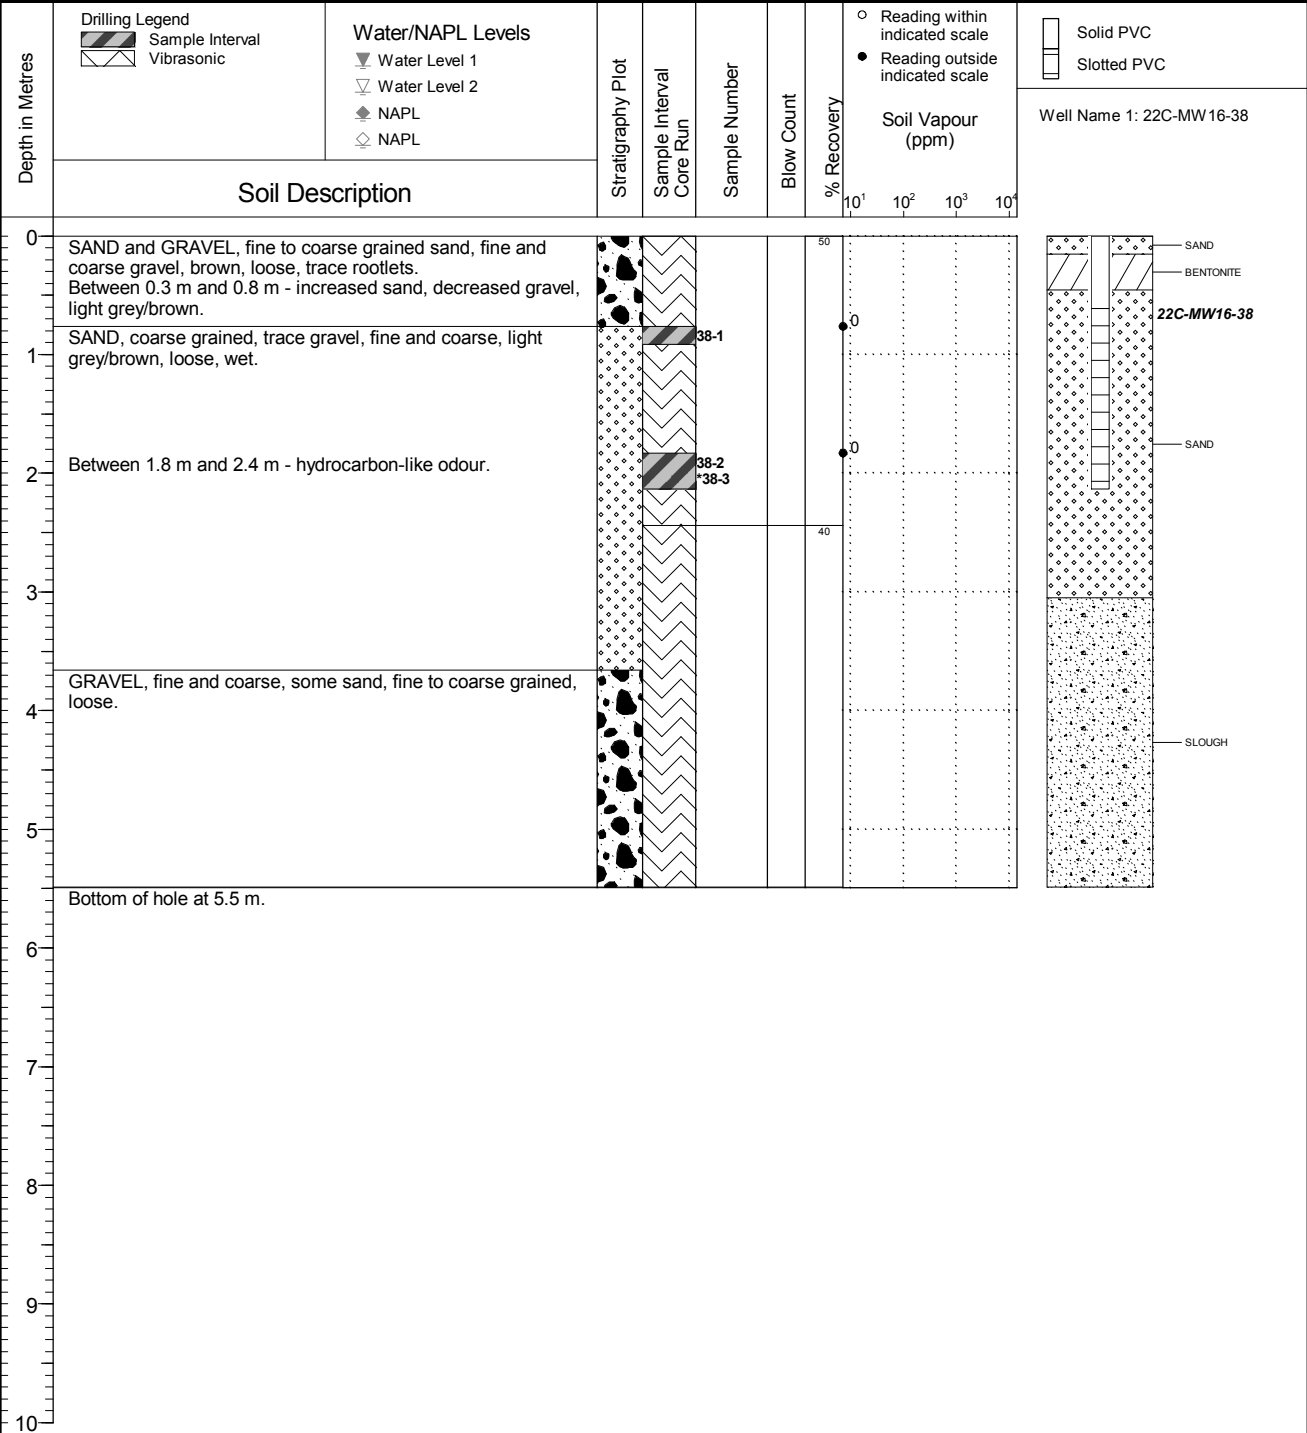 Drilling Legend
Sample Interval
Vibrasonic
Water/NAPL Levels
Water Level 1
Water Level 2
NAPL
NAPL
Depth in Metres
Soil Description
Stratigraphy Plot
Sample Interval
Core Run
Sample Number
Blow Count
% Recovery
Reading within
indicated scale
Reading outside
indicated scale
Soil Vapour
(ppm)
10¹ 10² 10³ 10⁴
Solid PVC
Slotted PVC
Well Name 1: 22C-MW16-38
0
SAND and GRAVEL, fine to coarse grained sand, fine and
coarse gravel, brown, loose, trace rootlets.
Between 0.3 m and 0.8 m - increased sand, decreased gravel,
light grey/brown.
50
SAND
BENTONITE
22C-MW16-38
SAND, coarse grained, trace gravel, fine and coarse, light
grey/brown, loose, wet.
38-1
0
1
Between 1.8 m and 2.4 m - hydrocarbon-like odour.
38-2
*38-3
0
SAND
2
40
3
GRAVEL, fine and coarse, some sand, fine to coarse grained,
loose.
4
SLOUGH
5
Bottom of hole at 5.5 m.
6
7
8
9
10